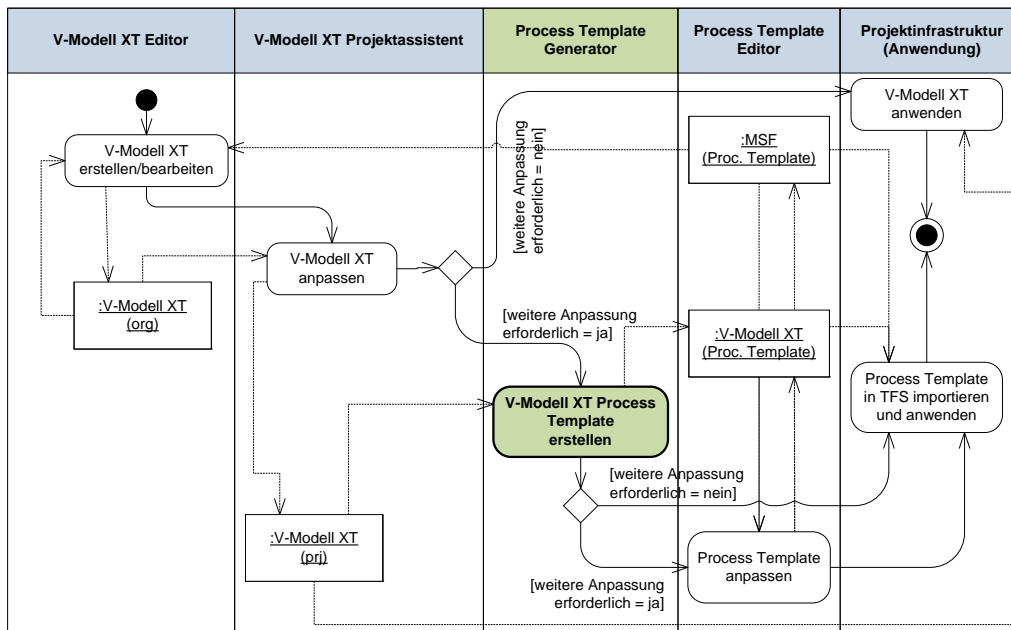 V-Modell XT Editor
V-Modell XT Projektassistent
Process Template
Generator
Process Template
Editor
Projektinfrastruktur
(Anwendung)
V-Modell XT
erstellen/bearbeiten
[weitere Anpassung
erforderlich = nein]
:MSF
(Proc. Template)
V-Modell XT
anwenden
V-Modell XT
anpassen
:V-Modell XT
(org)
[weitere Anpassung
erforderlich = ja]
:V-Modell XT
(Proc. Template)
V-Modell XT Process
Template
erstellen
Process Template
in TFS importieren
und anwenden
[weitere Anpassung
erforderlich = nein]
:V-Modell XT
(prj)
Process Template
anpassen
[weitere Anpassung
erforderlich = ja]